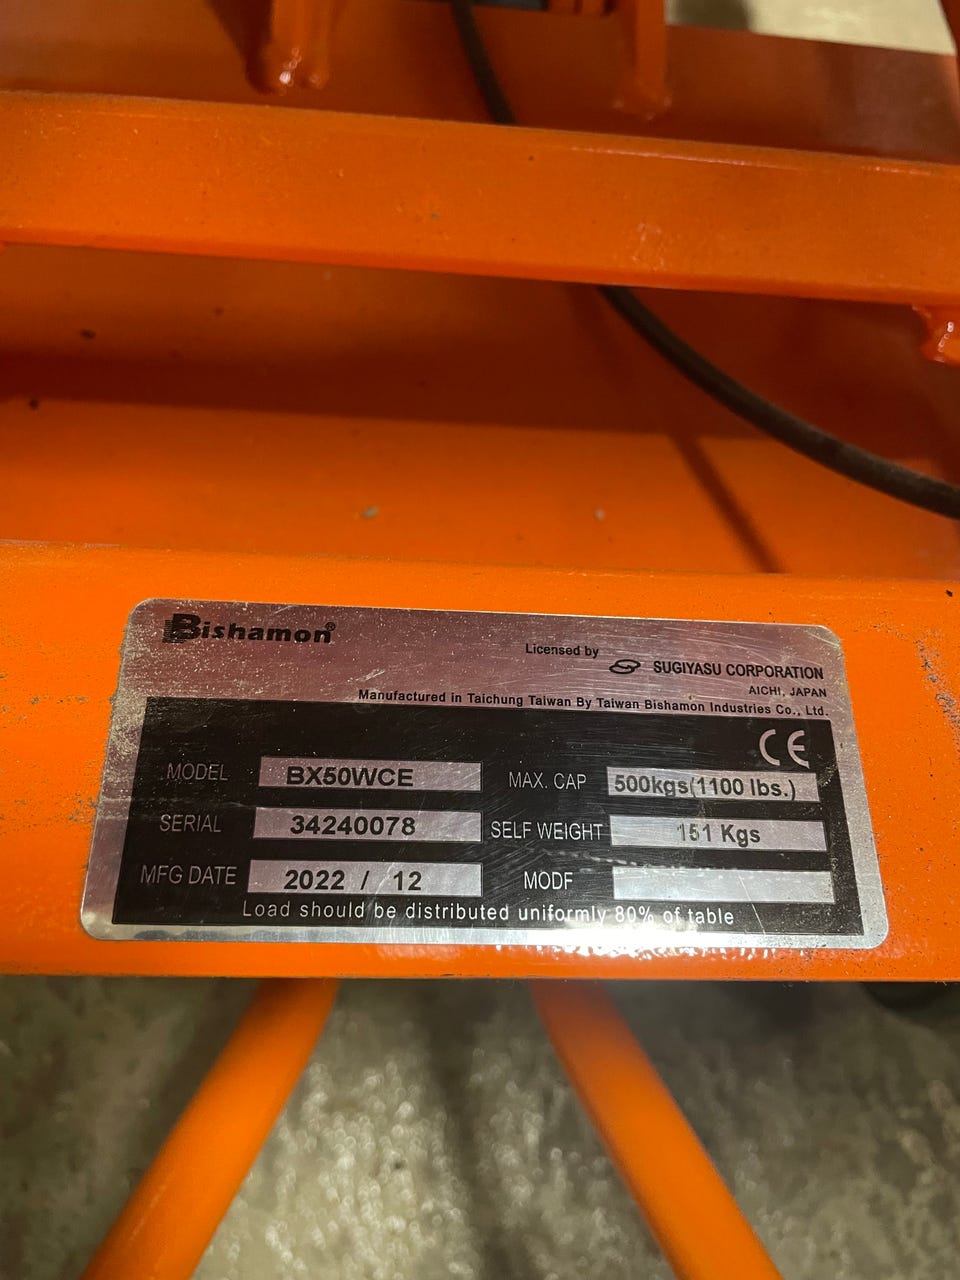 Bishamon®
Licensed by SUGIYASU CORPORATION
AICHI, JAPAN
Manufactured in Taichung Taiwan By Taiwan Bishamon Industries Co., Ltd.
CE
MODEL BX50WCE MAX. CAP 500kgs(1100 lbs.)
SERIAL 34240078 SELF WEIGHT 151 Kgs
MFG DATE 2022 / 12 MODF
Load should be distributed uniformly 80% of table